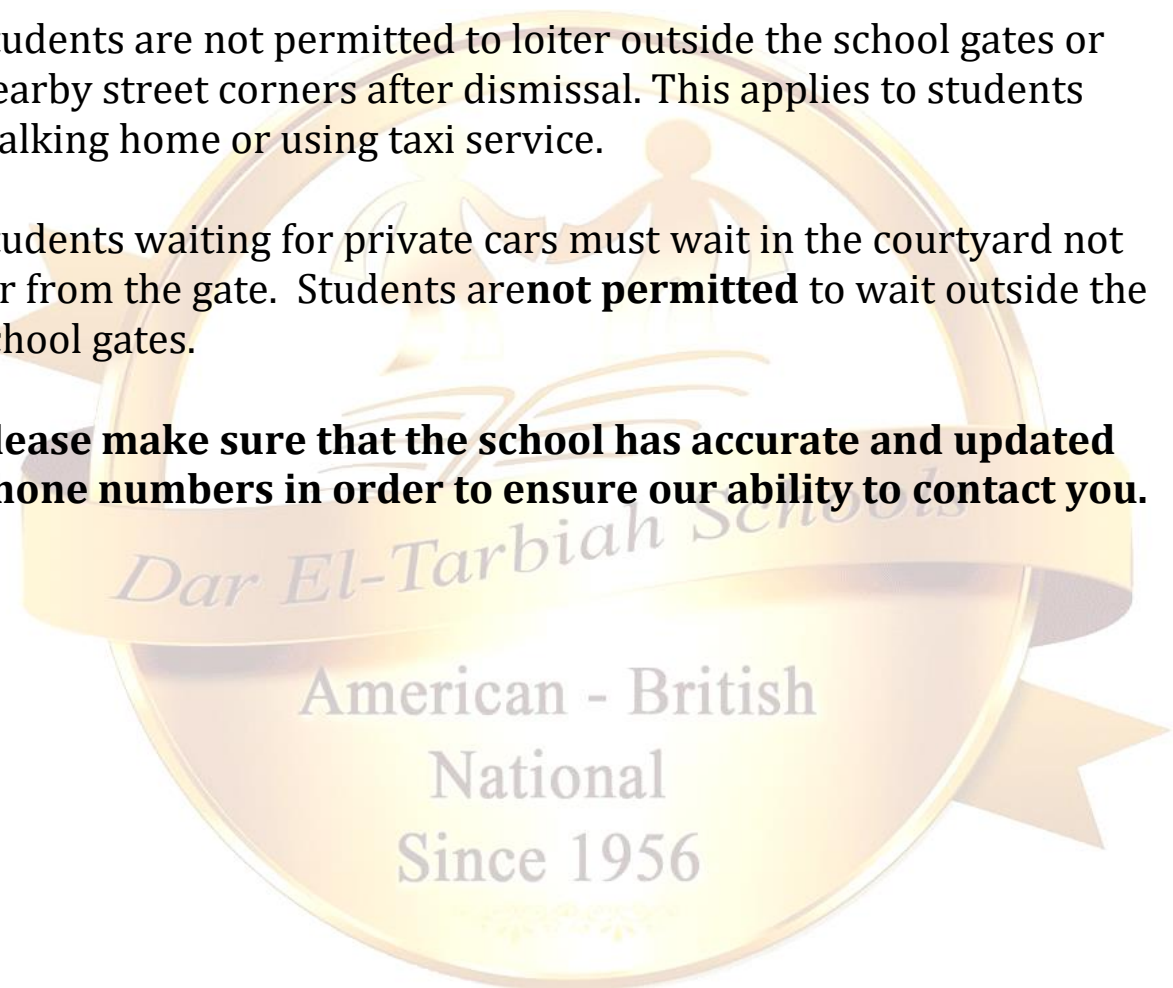 tudents are not permitted to loiter outside the school gates or
earby street corners after dismissal. This applies to students
alking home or using taxi service.
tudents waiting for private cars must wait in the courtyard not
r from the gate. Students arenot permitted to wait outside the
chool gates.
lease make sure that the school has accurate and updated
hone numbers in order to ensure our ability to contact you.
Dar El-Tarbiah Schools
American - British
National
Since 1956